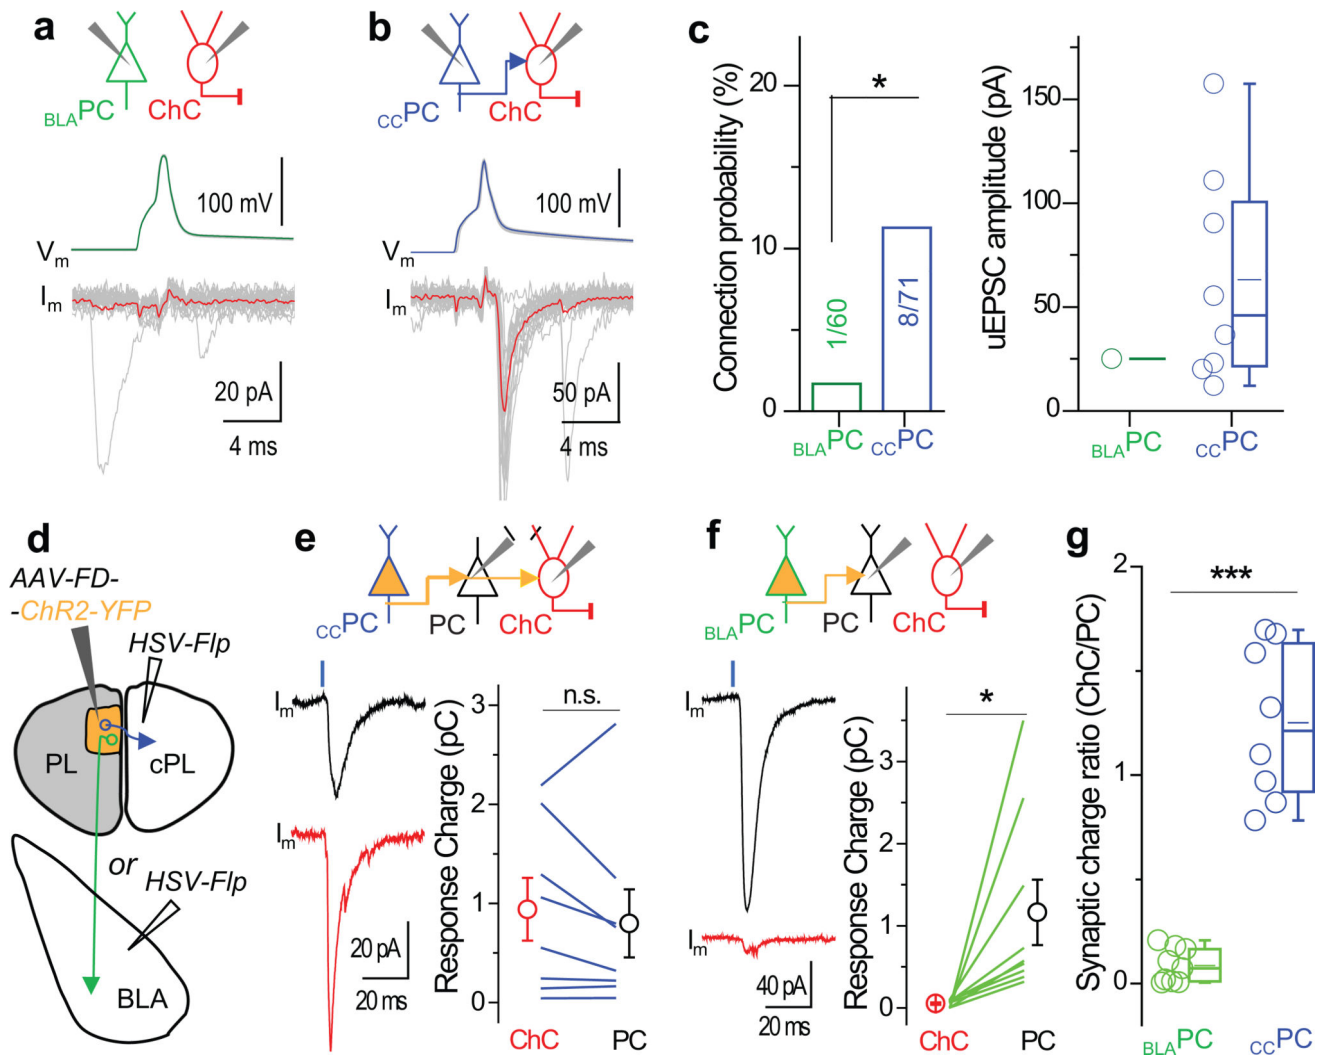 a
BLAPC
ChC
100 mV
Vm
Im
20 pA
4 ms
b
CCPC
ChC
100 mV
Vm
Im
50 pA
4 ms
c
Connection probability (%)
20
10
0
*
1/60
8/71
BLAPC
CCPC
uEPSC amplitude (pA)
150
100
50
0
BLAPC
CCPC
d
AAV-FD-
-ChR2-YFP
HSV-Flp
PL
cPL
or
HSV-Flp
BLA
e
CCPC
PC
ChC
Im
Im
20 pA
20 ms
Response Charge (pC)
3
2
1
0
n.s.
ChC
PC
f
BLAPC
PC
ChC
Im
Im
40 pA
20 ms
Response Charge (pC)
3
2
1
0
*
ChC
PC
g
Synaptic charge ratio (ChC/PC)
2
1
0
***
BLAPC
CCPC